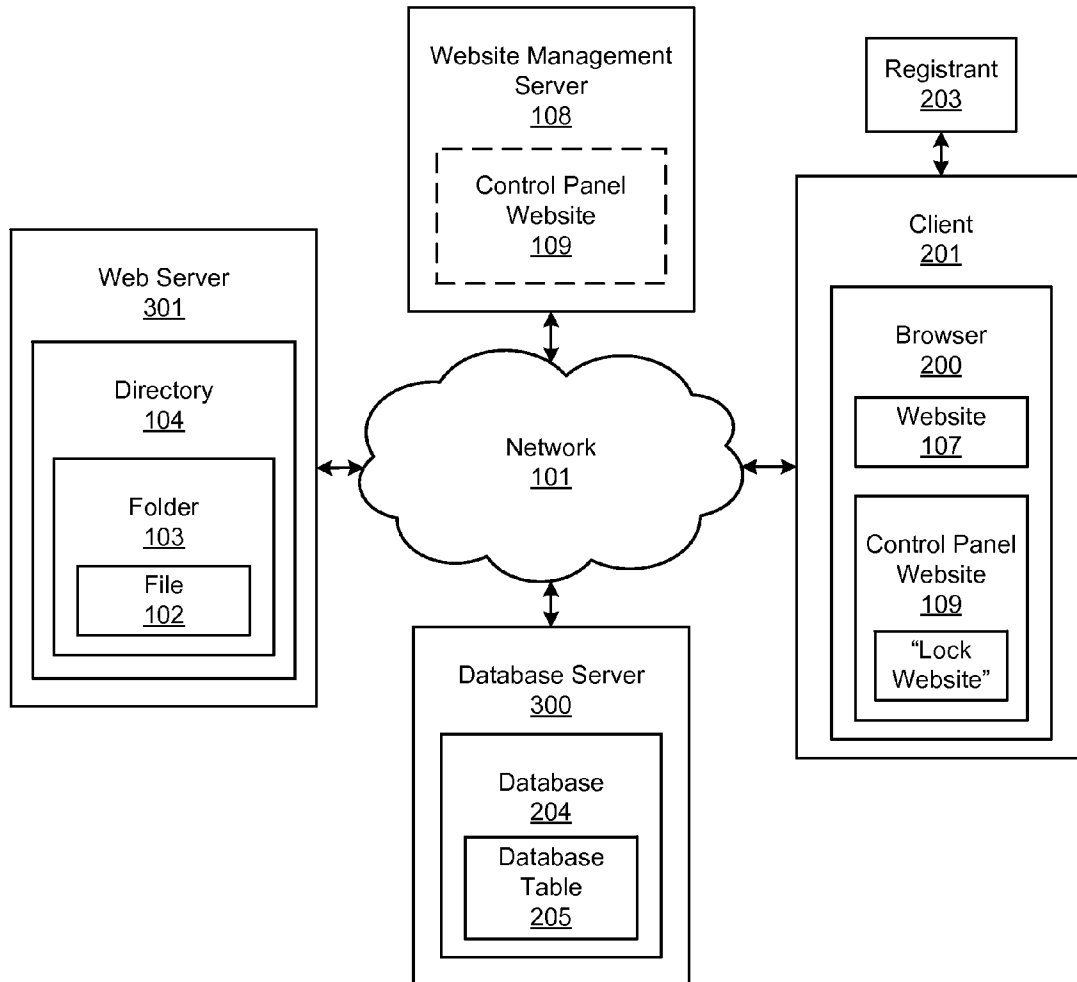 Website Management
Server
108
Control Panel
Website
109
Registrant
203
Client
201
Browser
200
Website
107
Control Panel
Website
109
“Lock
Website”
Web Server
301
Directory
104
Folder
103
File
102
Network
101
Database Server
300
Database
204
Database
Table
205